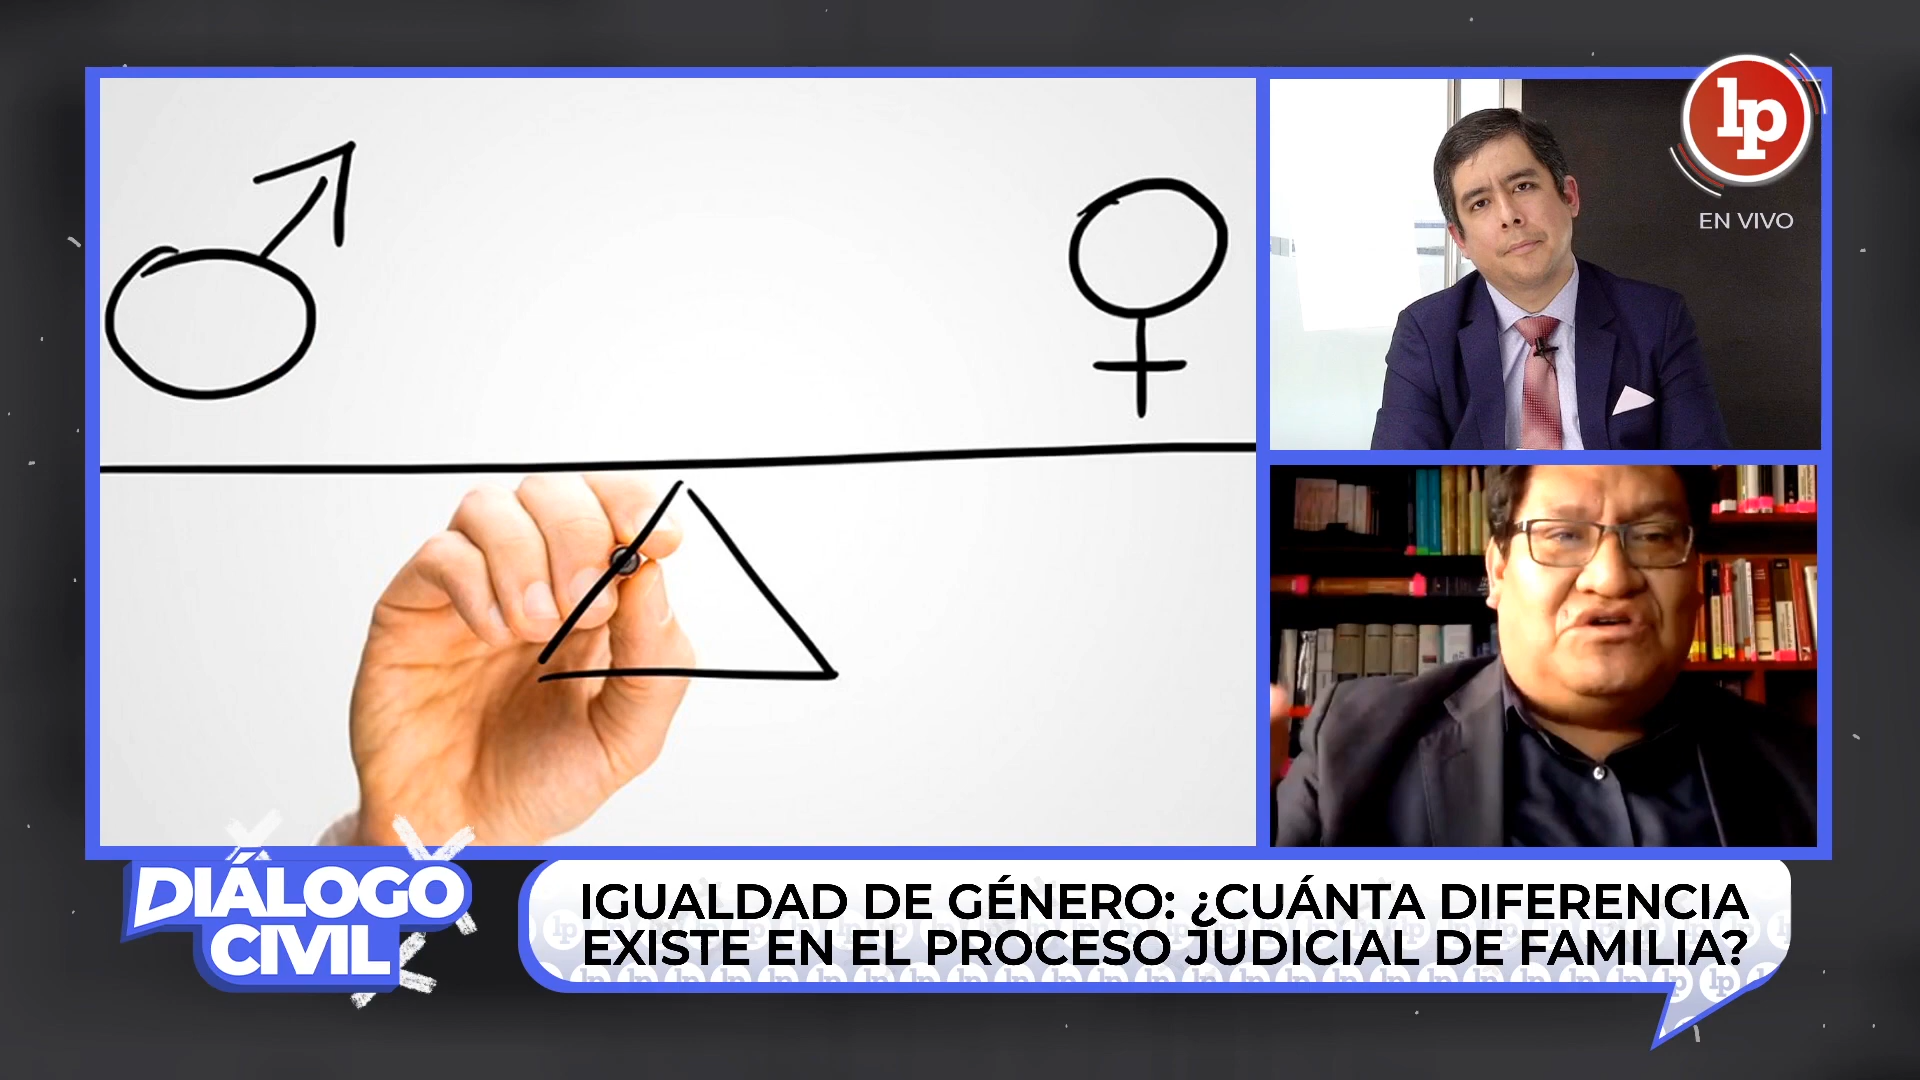 lp
EN VIVO
DIÁLOGO
CIVIL
IGUALDAD DE GÉNERO: ¿CUÁNTA DIFERENCIA
EXISTE EN EL PROCESO JUDICIAL DE FAMILIA?